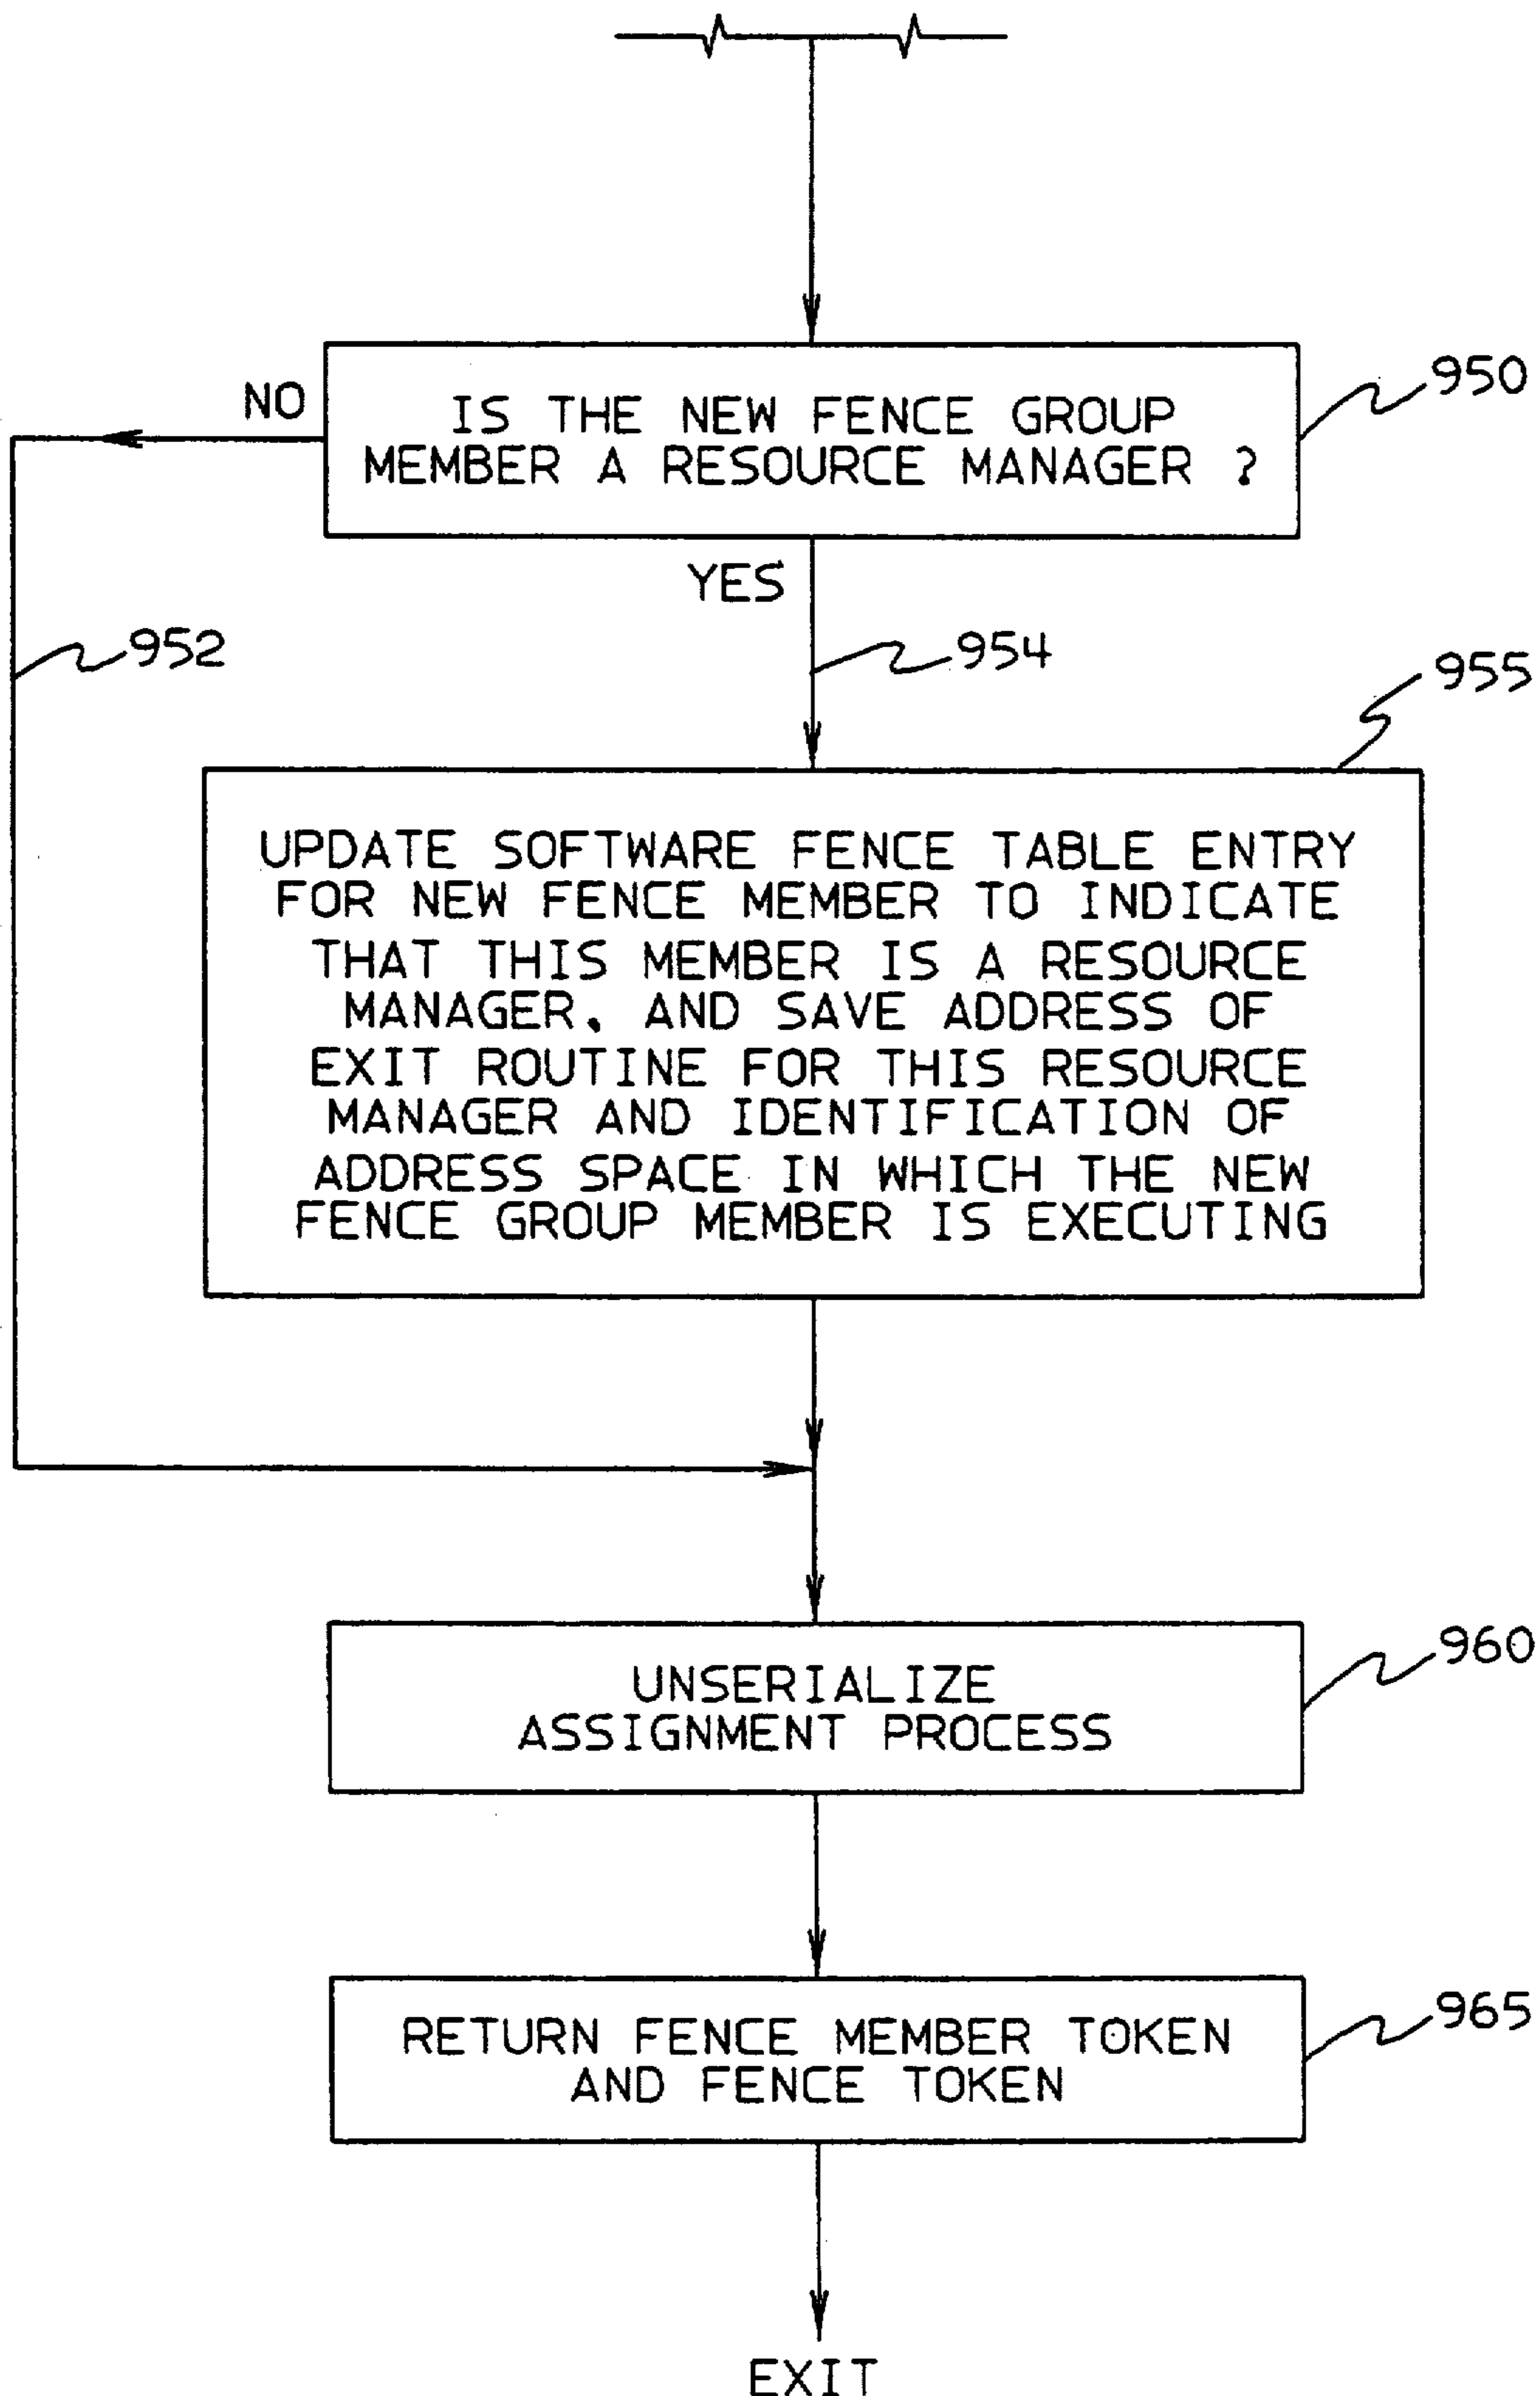 950
NO
IS THE NEW FENCE GROUP
MEMBER A RESOURCE MANAGER ?
YES
952
954
955
UPDATE SOFTWARE FENCE TABLE ENTRY
FOR NEW FENCE MEMBER TO INDICATE
THAT THIS MEMBER IS A RESOURCE
MANAGER. AND SAVE ADDRESS OF
EXIT ROUTINE FOR THIS RESOURCE
MANAGER AND IDENTIFICATION OF
ADDRESS SPACE IN WHICH THE NEW
FENCE GROUP MEMBER IS EXECUTING
960
UNSERIALIZE
ASSIGNMENT PROCESS
965
RETURN FENCE MEMBER TOKEN
AND FENCE TOKEN
EXIT